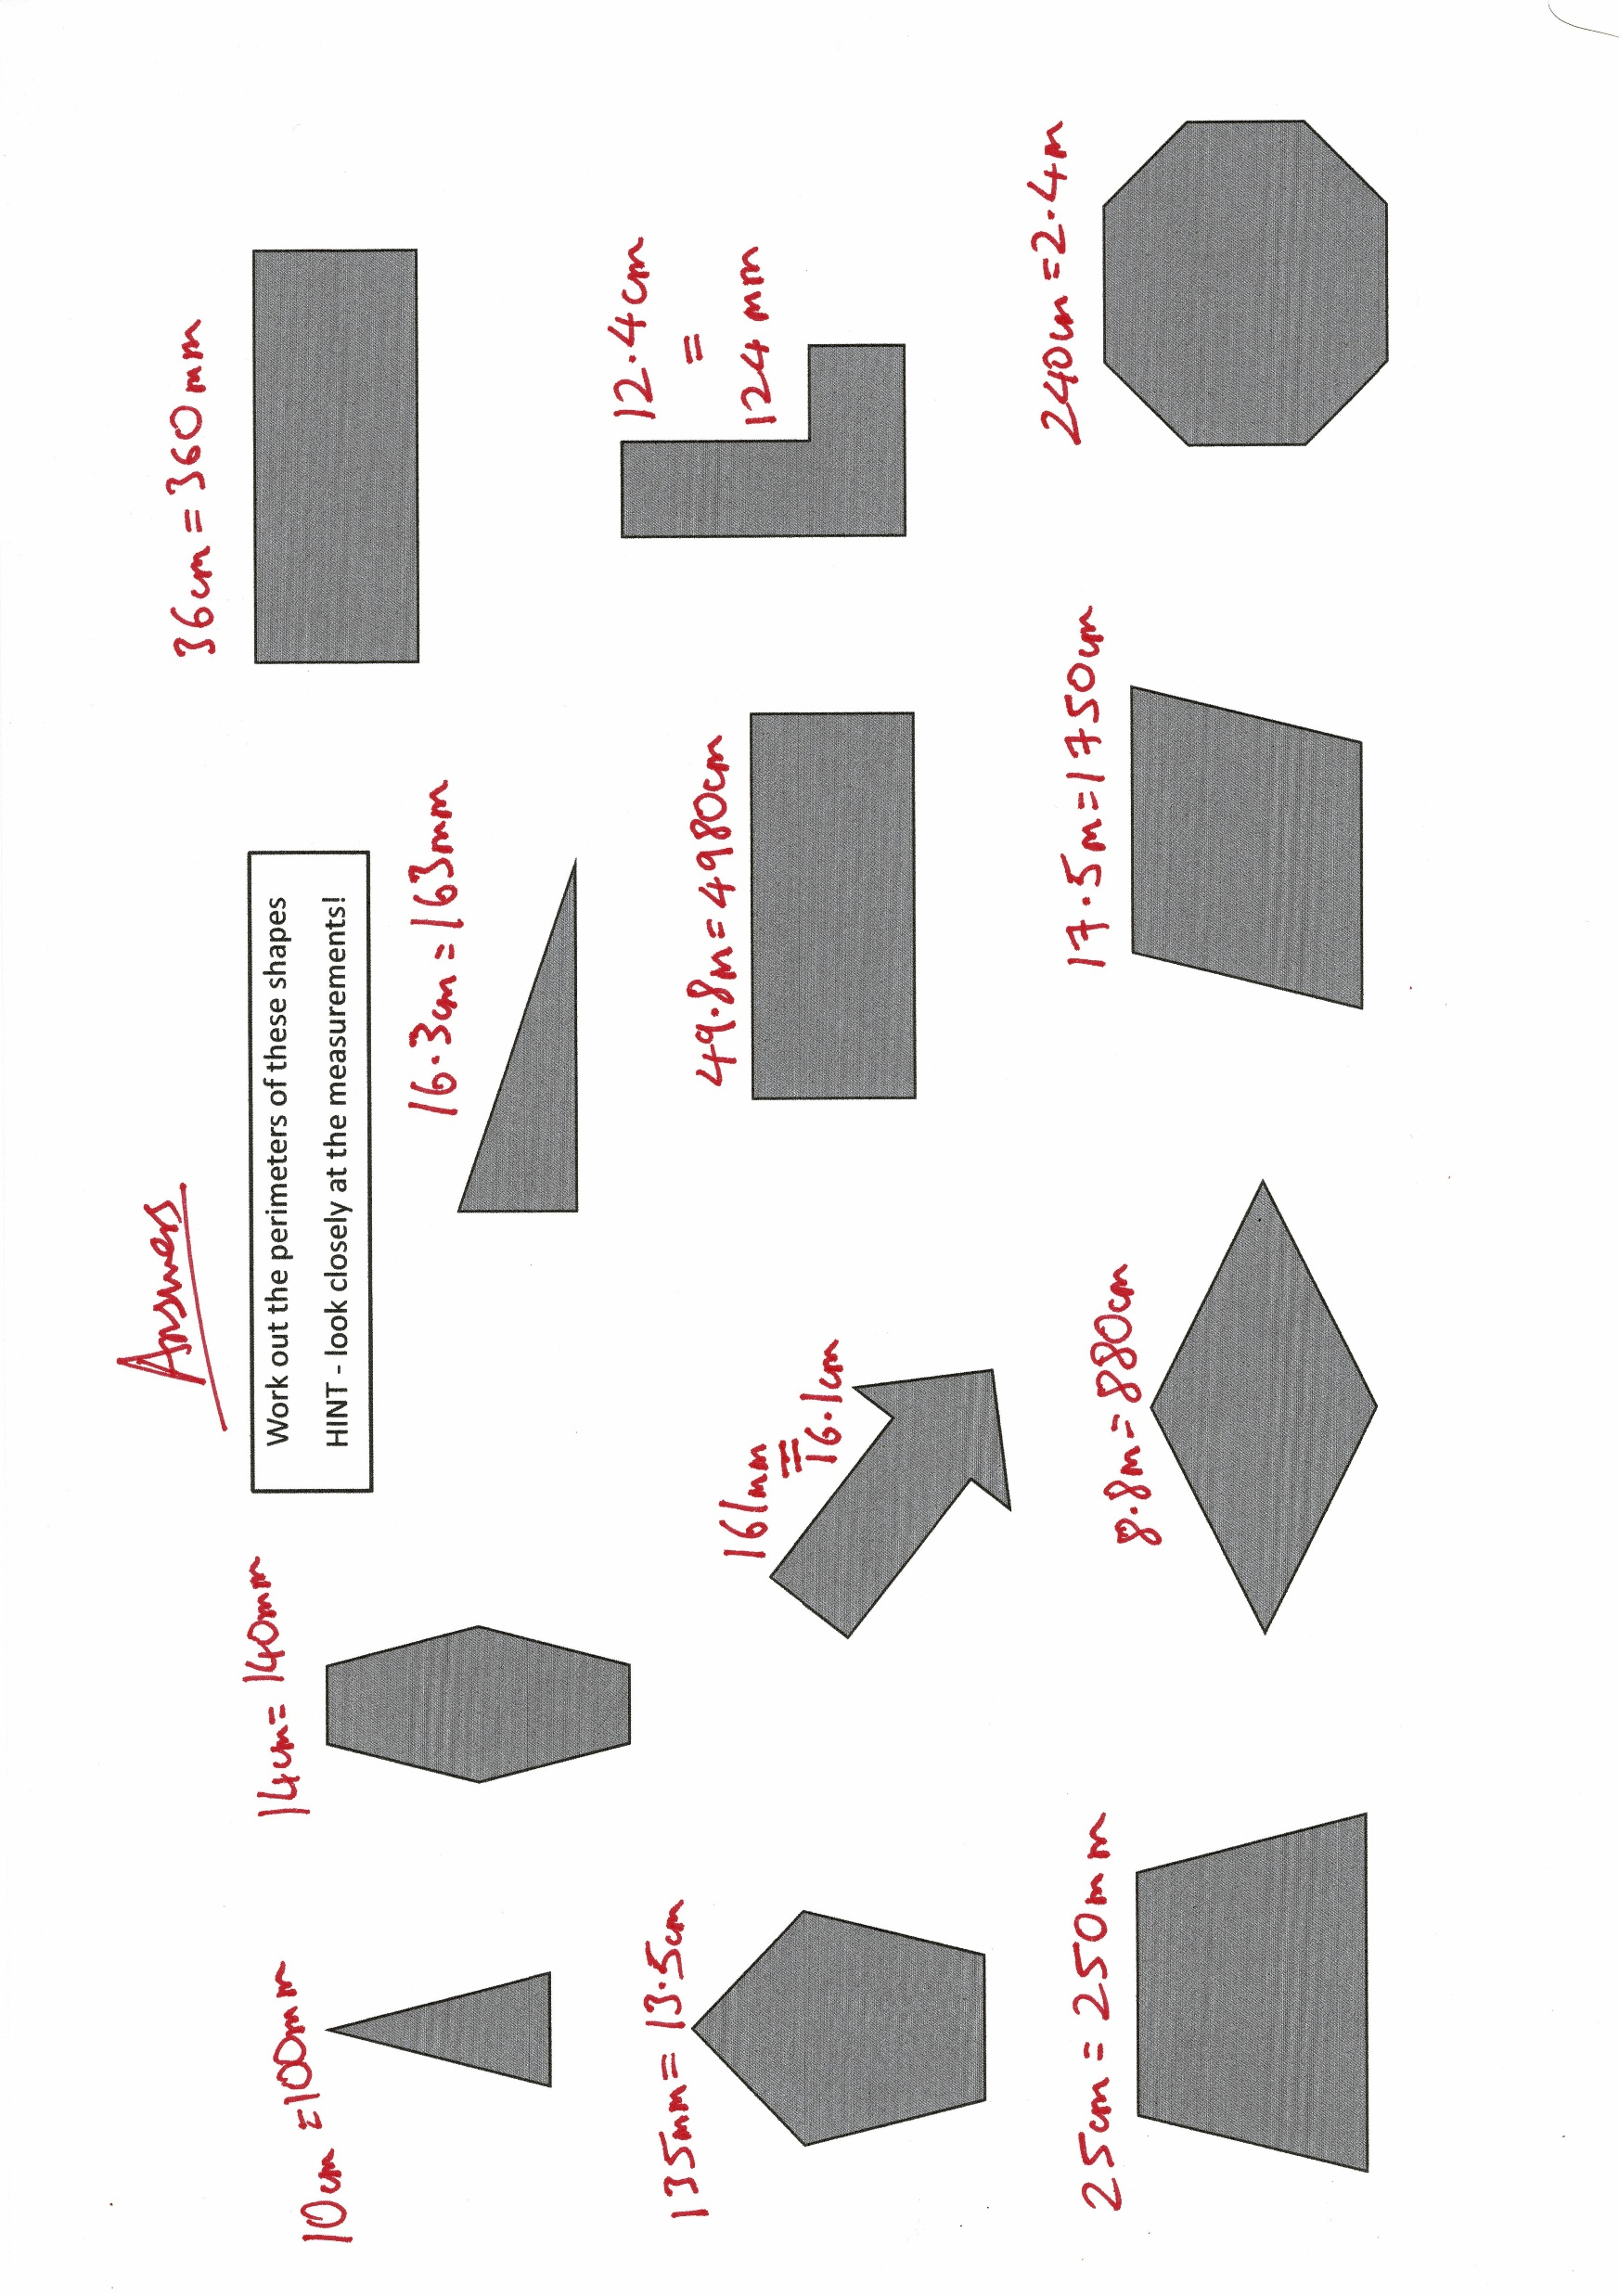 Answers
Work out the perimeters of these shapes
HINT - look closely at the measurements!
36cm = 360mm
10cm = 100mm
14cm = 140mm
16.3cm = 163mm
135mm = 13.5cm
161mm
=
16.1cm
49.8m = 4980cm
12.4cm
=
124mm
25cm = 250mm
8.8m = 880cm
17.5m = 1750cm
240cm = 2.4m